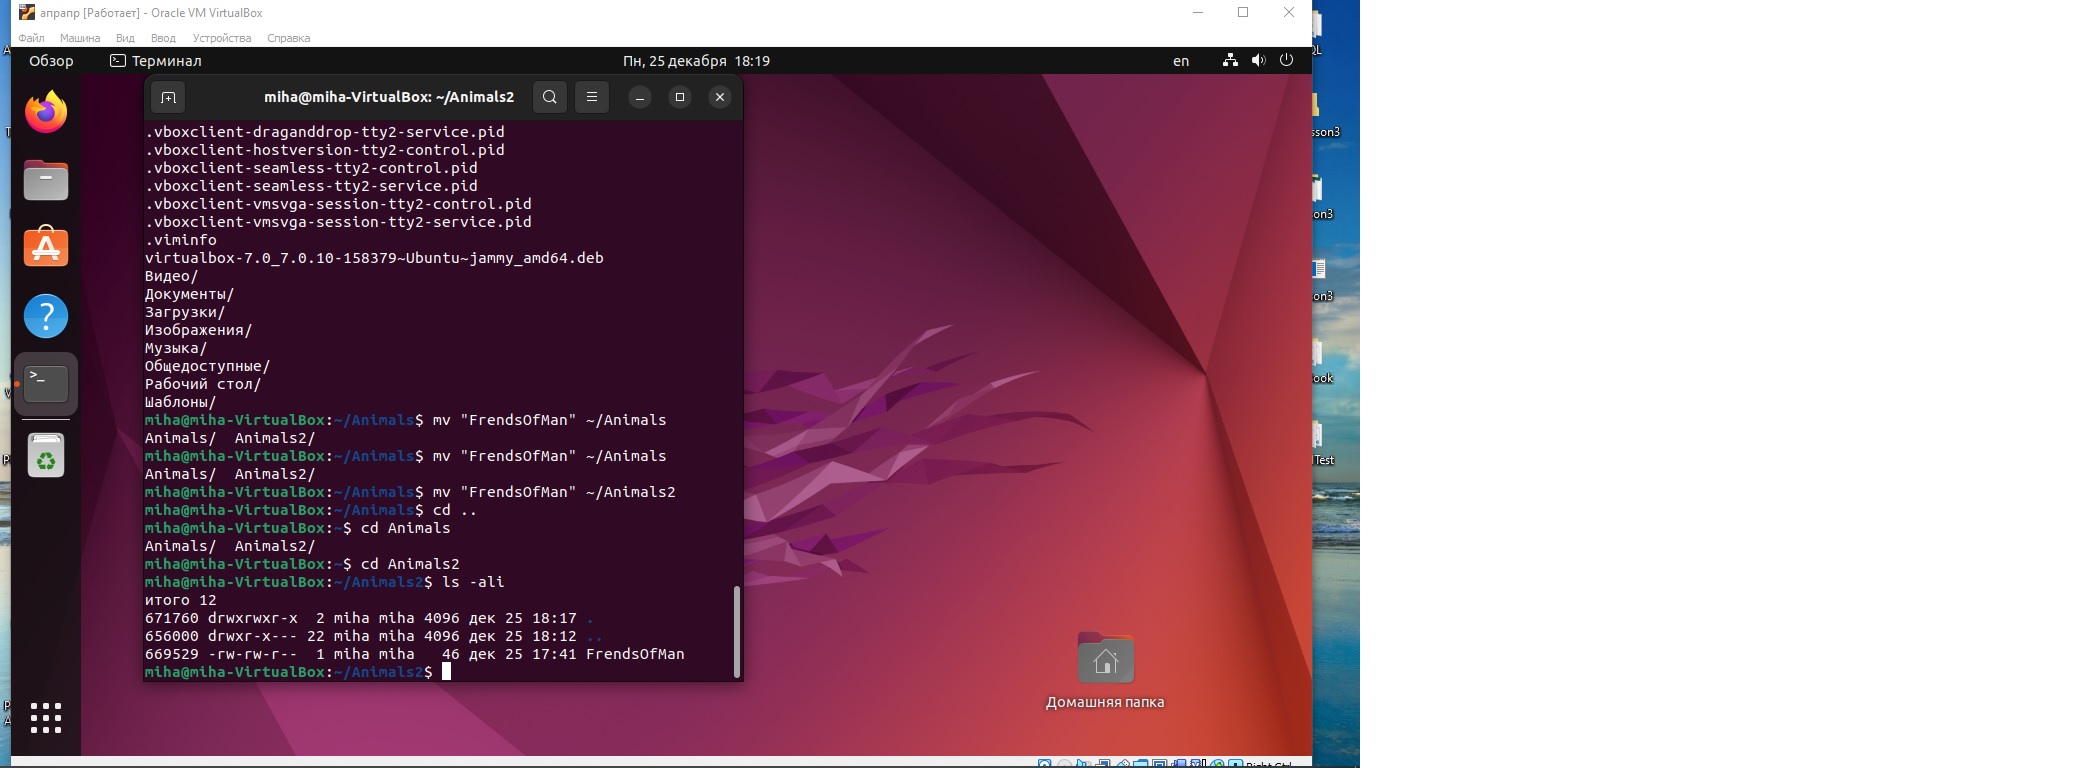 апрапр [Работает] - Oracle VM VirtualBox
Файл Машина Вид Ввод Устройства Справка
Обзор Терминал Пн, 25 декабря 18:19 en
miha@miha-VirtualBox: ~/Animals2
.vboxclient-draganddrop-tty2-service.pid
.vboxclient-hostversion-tty2-control.pid
.vboxclient-seamless-tty2-control.pid
.vboxclient-seamless-tty2-service.pid
.vboxclient-vmsvga-session-tty2-control.pid
.vboxclient-vmsvga-session-tty2-service.pid
.viminfo
virtualbox-7.0_7.0.10-158379~Ubuntu~jammy_amd64.deb
Видео/
Документы/
Загрузки/
Изображения/
Музыка/
Общедоступные/
Рабочий стол/
Шаблоны/
miha@miha-VirtualBox:~/Animals$ mv "FrendsOfMan" ~/Animals
Animals/  Animals2/
miha@miha-VirtualBox:~/Animals$ mv "FrendsOfMan" ~/Animals
Animals/  Animals2/
miha@miha-VirtualBox:~/Animals$ mv "FrendsOfMan" ~/Animals2
miha@miha-VirtualBox:~/Animals$ cd ..
miha@miha-VirtualBox:~$ cd Animals
Animals/  Animals2/
miha@miha-VirtualBox:~$ cd Animals2
miha@miha-VirtualBox:~/Animals2$ ls -ali
итого 12
671760 drwxrwxr-x  2 miha miha 4096 дек 25 18:17 .
656000 drwxr-x--- 22 miha miha 4096 дек 25 18:12 ..
669529 -rw-rw-r--  1 miha miha   46 дек 25 17:41 FrendsOfMan
miha@miha-VirtualBox:~/Animals2$
Домашняя папка
Right Ctrl